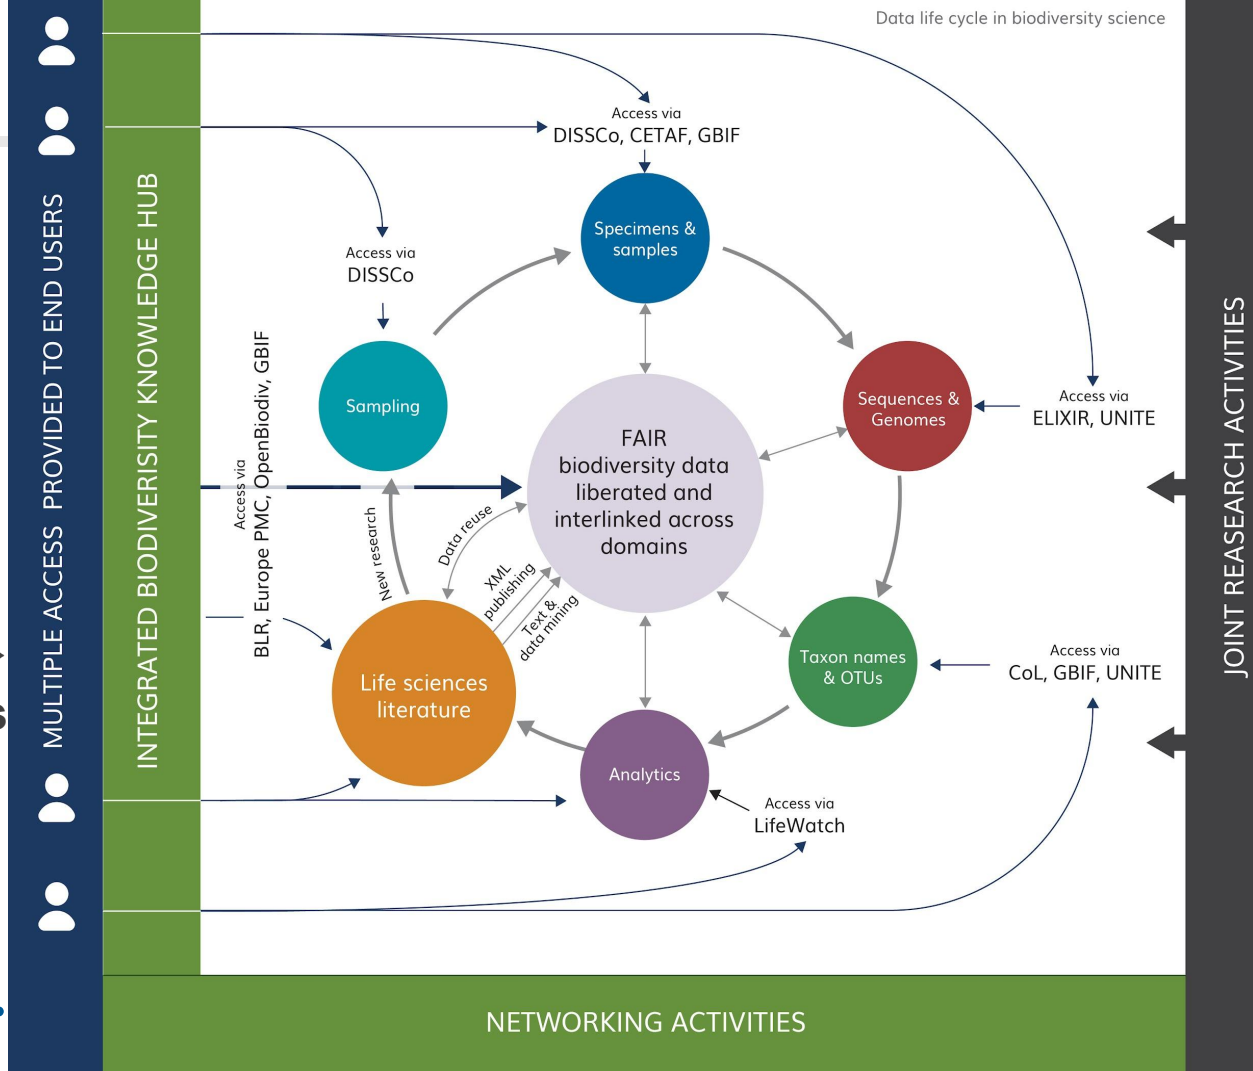 Data life cycle in biodiversity science
MULTIPLE ACCESS PROVIDED TO END USERS
INTEGRATED BIODIVERISITY KNOWLEDGE HUB
Access via
DISSCo, CETAF, GBIF
Specimens &
samples
Access via
DISSCo
Sampling
Sequences &
Genomes
Access via
ELIXIR, UNITE
FAIR
biodiversity data
liberated and
interlinked across
domains
Access via
BLR, Europe PMC, OpenBiodiv, GBIF
New research
Data reuse
XML
publishing
Text &
data mining
Life sciences
literature
Taxon names
& OTUs
Access via
CoL, GBIF, UNITE
Analytics
Access via
LifeWatch
JOINT REASEARCH ACTIVITIES
NETWORKING ACTIVITIES